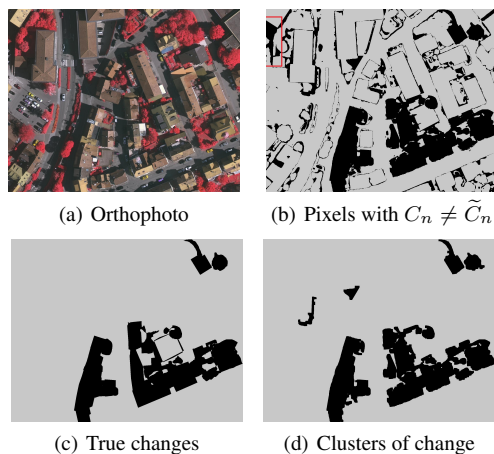 (a) Orthophoto
(b) Pixels with $C_n \neq \widetilde{C}_n$
(c) True changes
(d) Clusters of change